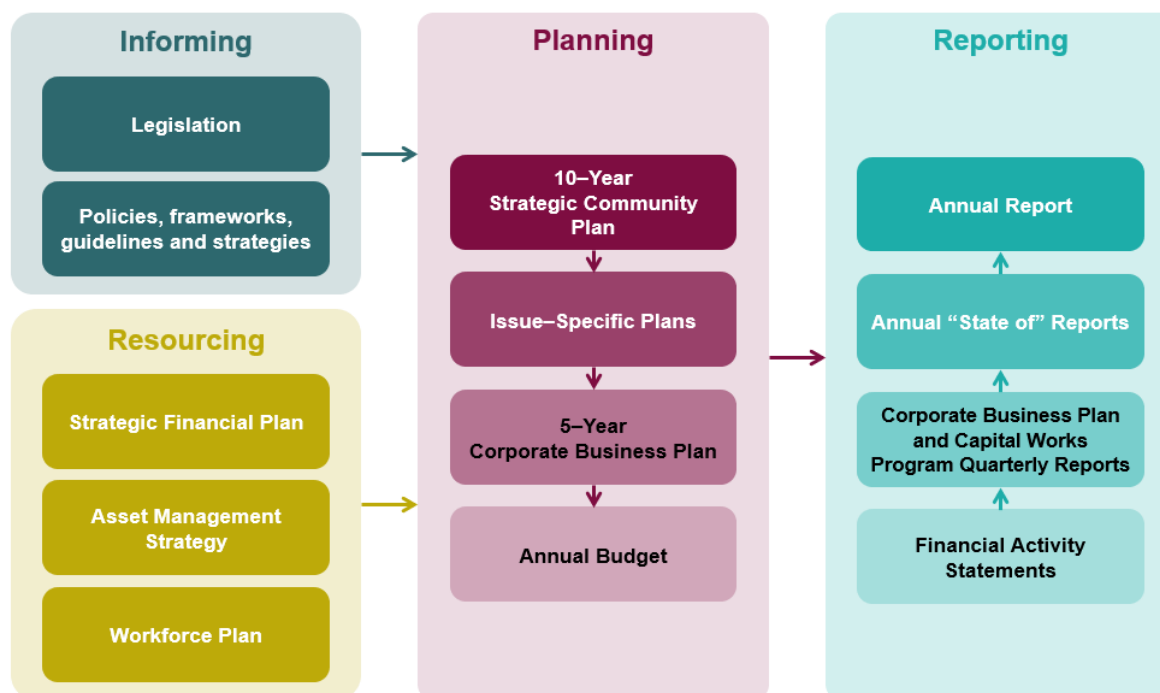 Informing
Legislation
Policies, frameworks,
guidelines and strategies
Resourcing
Strategic Financial Plan
Asset Management
Strategy
Workforce Plan
Planning
10–Year
Strategic Community
Plan
Issue–Specific Plans
5–Year
Corporate Business Plan
Annual Budget
Reporting
Annual Report
Annual “State of” Reports
Corporate Business Plan
and Capital Works
Program Quarterly Reports
Financial Activity
Statements